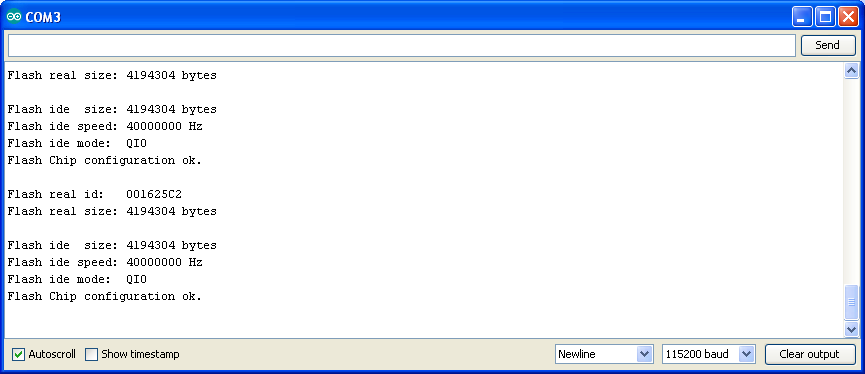 COM3
Send
Flash real size: 4194304 bytes
Flash ide  size: 4194304 bytes
Flash ide speed: 40000000 Hz
Flash ide mode:  QIO
Flash Chip configuration ok.
Flash real id:   001625C2
Flash real size: 4194304 bytes
Flash ide  size: 4194304 bytes
Flash ide speed: 40000000 Hz
Flash ide mode:  QIO
Flash Chip configuration ok.
Autoscroll Show timestamp Newline 115200 baud Clear output